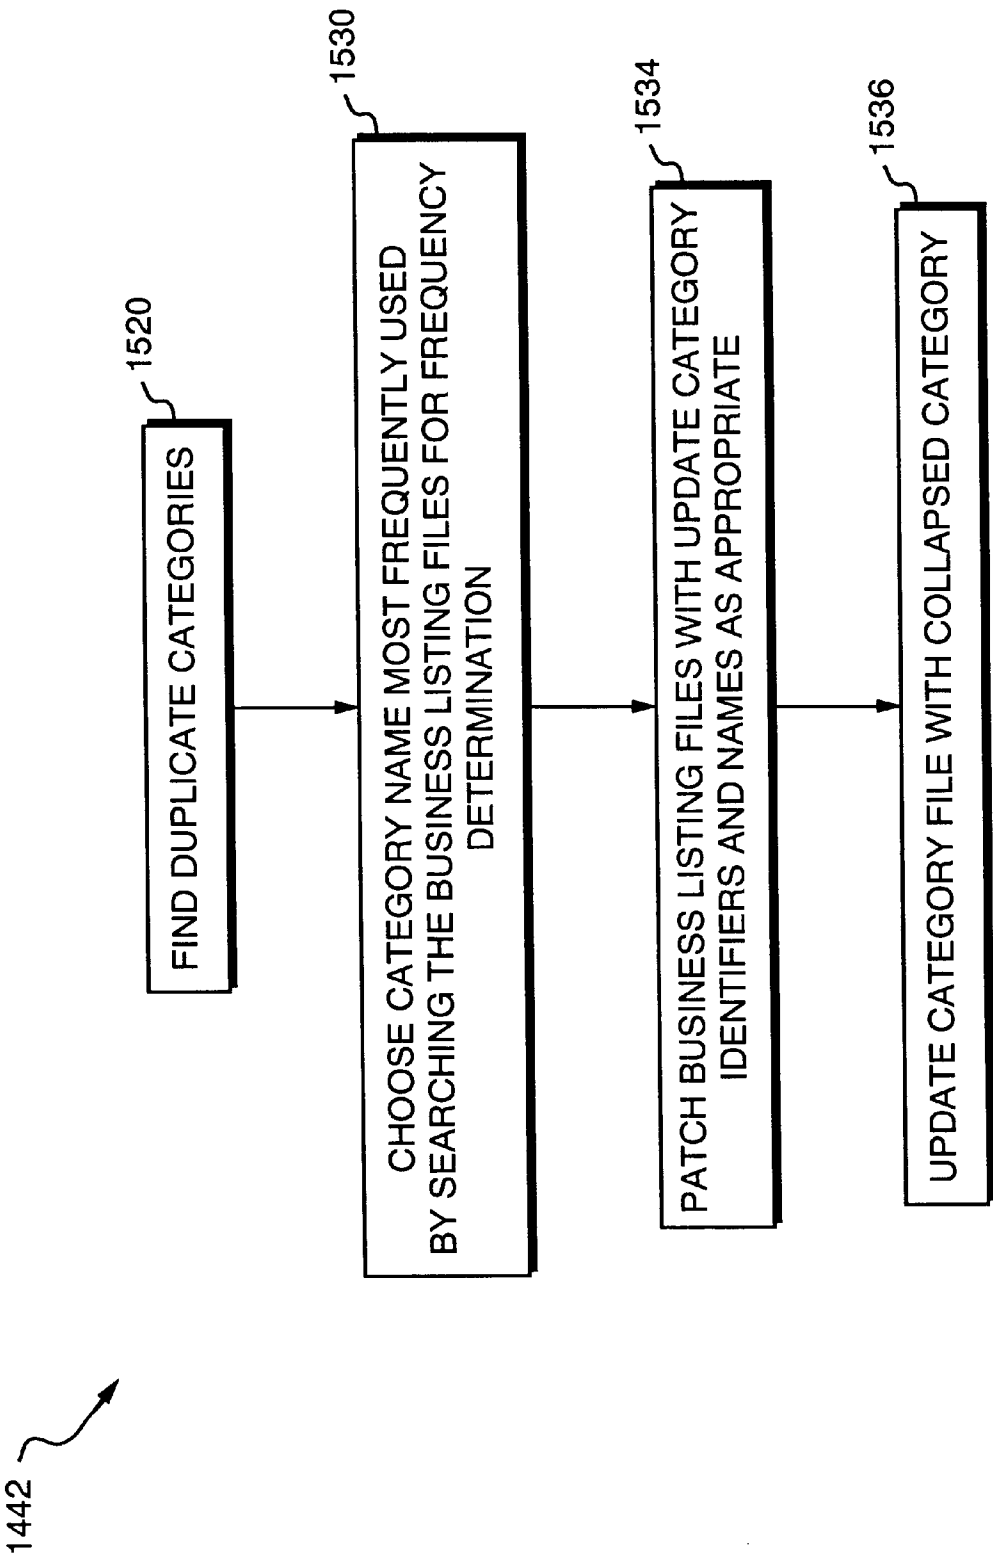 1442
1520
FIND DUPLICATE CATEGORIES
1530
CHOOSE CATEGORY NAME MOST FREQUENTLY USED
BY SEARCHING THE BUSINESS LISTING FILES FOR FREQUENCY
DETERMINATION
1534
PATCH BUSINESS LISTING FILES WITH UPDATE CATEGORY
IDENTIFIERS AND NAMES AS APPROPRIATE
1536
UPDATE CATEGORY FILE WITH COLLAPSED CATEGORY